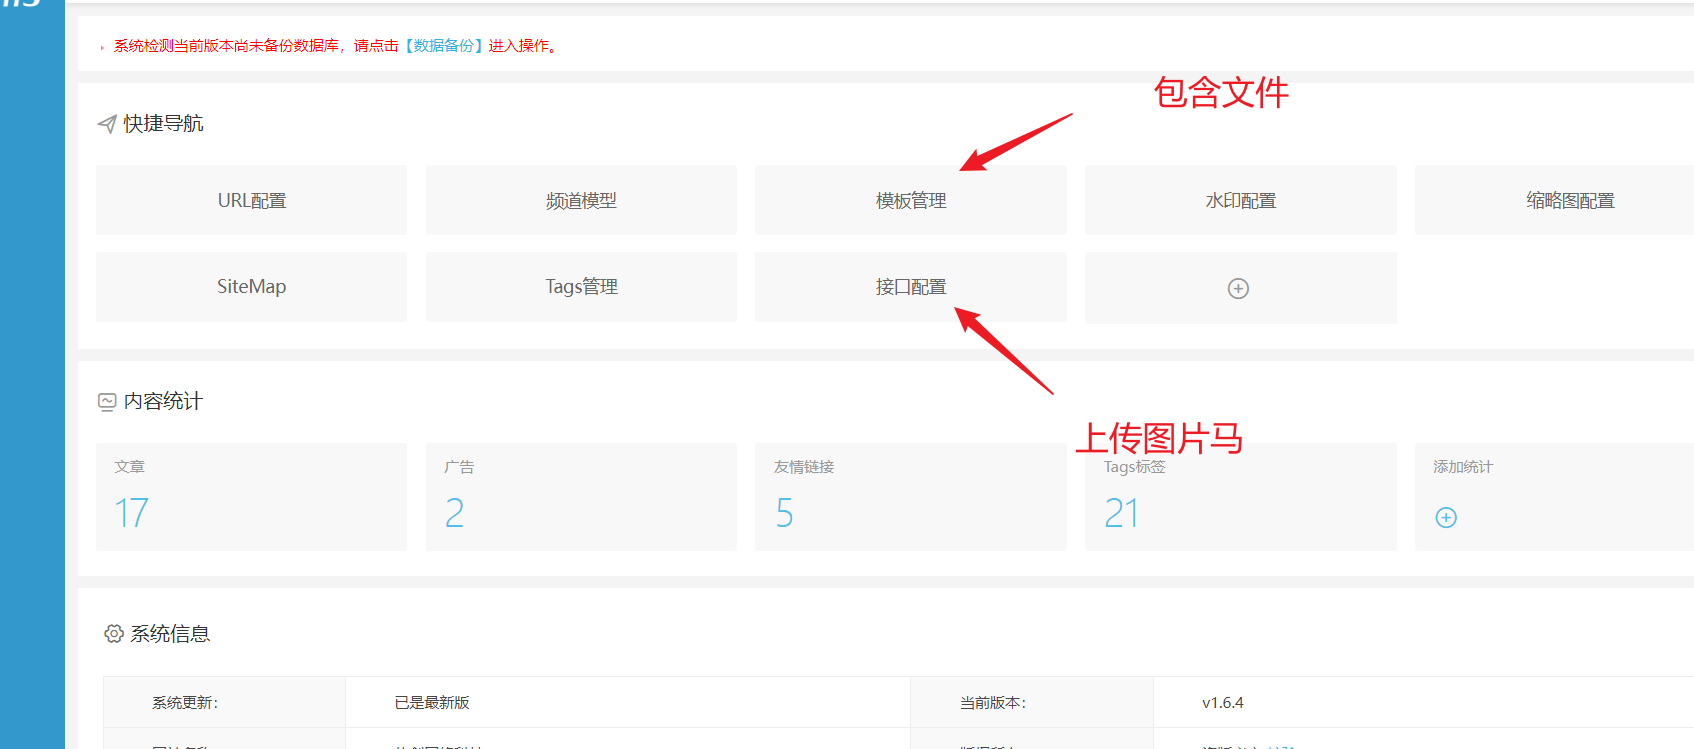 系统检测当前版本尚未备份数据库，请点击【数据备份】进入操作。
包含文件
快捷导航
URL配置 频道模型 模板管理 水印配置 缩略图配置
SiteMap Tags管理 接口配置
内容统计
上传图片马
文章 广告 友情链接 Tags标签 添加统计
17 2 5 21
系统信息
系统更新： 已是最新版 当前版本： v1.6.4